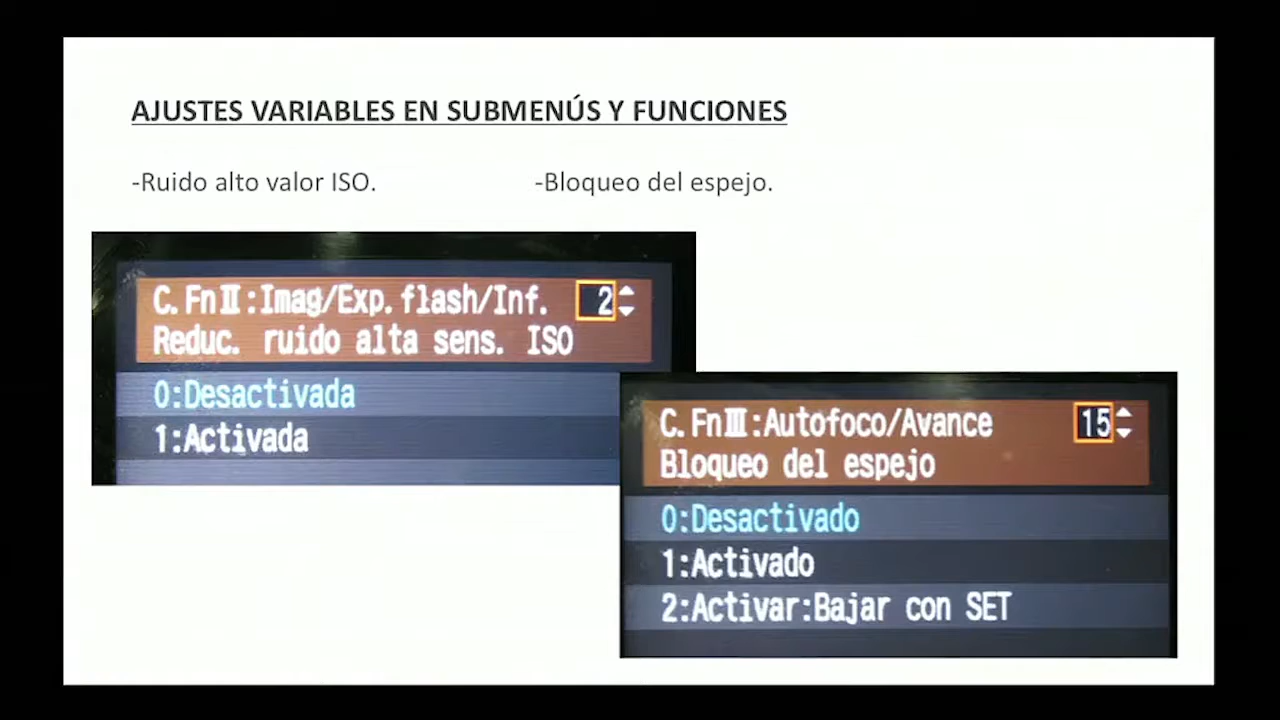 AJUSTES VARIABLES EN SUBMENÚS Y FUNCIONES
-Ruido alto valor ISO.
-Bloqueo del espejo.
C.FnⅡ:Imag/Exp.flash/Inf. 2
Reduc. ruido alta sens. ISO
0:Desactivada
1:Activada
C.FnⅢ:Autofoco/Avance 15
Bloqueo del espejo
0:Desactivado
1:Activado
2:Activar:Bajar con SET